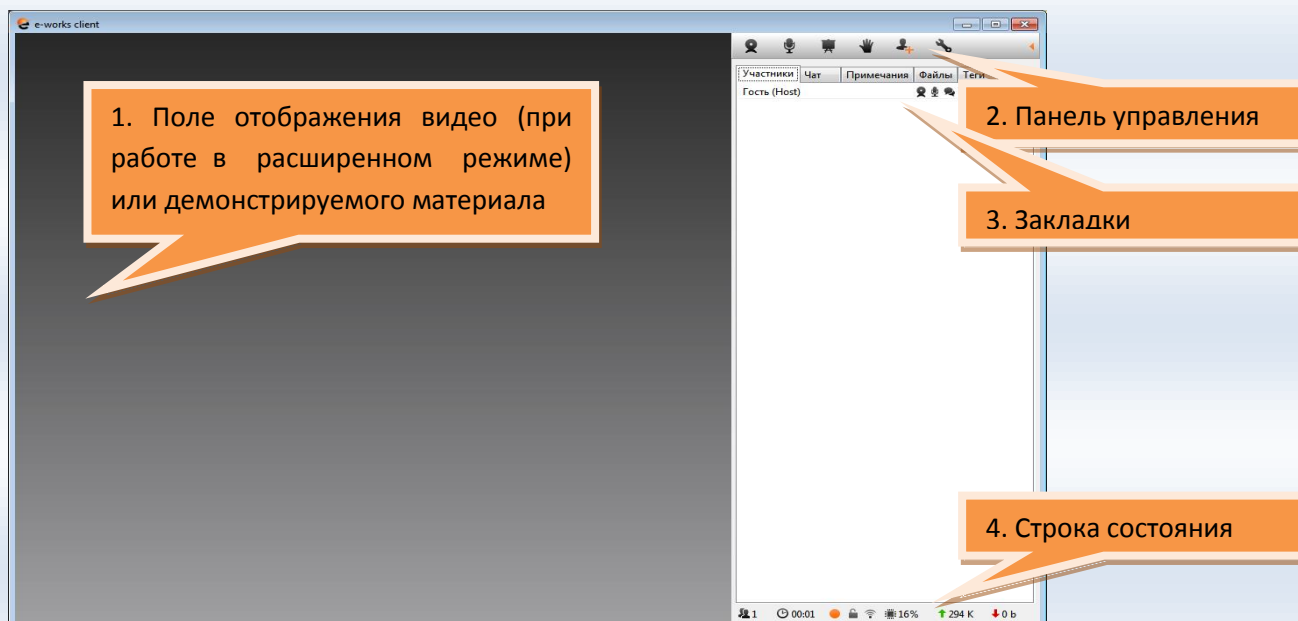 e-works client
1. Поле отображения видео (при
работе в расширенном режиме)
или демонстрируемого материала
Участники Чат Примечания Файлы Теги
Гость (Host)
2. Панель управления
3. Закладки
4. Строка состояния
1 00:01 16% 294 K 0 b